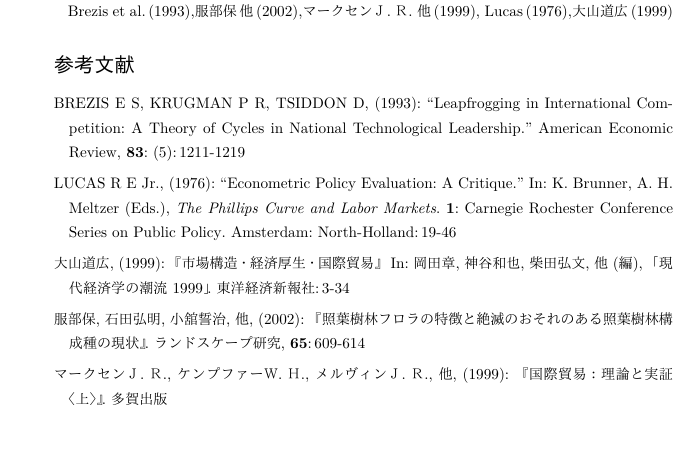 Brezis et al. (1993),服部保 他 (2002),マークセンJ．R．他 (1999), Lucas (1976),大山道広 (1999)
参考文献
BREZIS E S, KRUGMAN P R, TSIDDON D, (1993): “Leapfrogging in International Com-
petition: A Theory of Cycles in National Technological Leadership.” American Economic
Review, 83: (5): 1211-1219
LUCAS R E Jr., (1976): “Econometric Policy Evaluation: A Critique.” In: K. Brunner, A. H.
Meltzer (Eds.), The Phillips Curve and Labor Markets. 1: Carnegie Rochester Conference
Series on Public Policy. Amsterdam: North-Holland: 19-46
大山道広, (1999): 『市場構造・経済厚生・国際貿易』 In: 岡田章, 神谷和也, 柴田弘文, 他 (編), 「現
代経済学の潮流 1999」 東洋経済新報社: 3-34
服部保, 石田弘明, 小舘誓治, 他, (2002): 『照葉樹林フロラの特徴と絶滅のおそれのある照葉樹林構
成種の現状』. ランドスケープ研究, 65: 609-614
マークセンJ．R., ケンプファーW. H., メルヴィンJ．R., 他, (1999): 『国際貿易：理論と実証
〈上〉』. 多賀出版